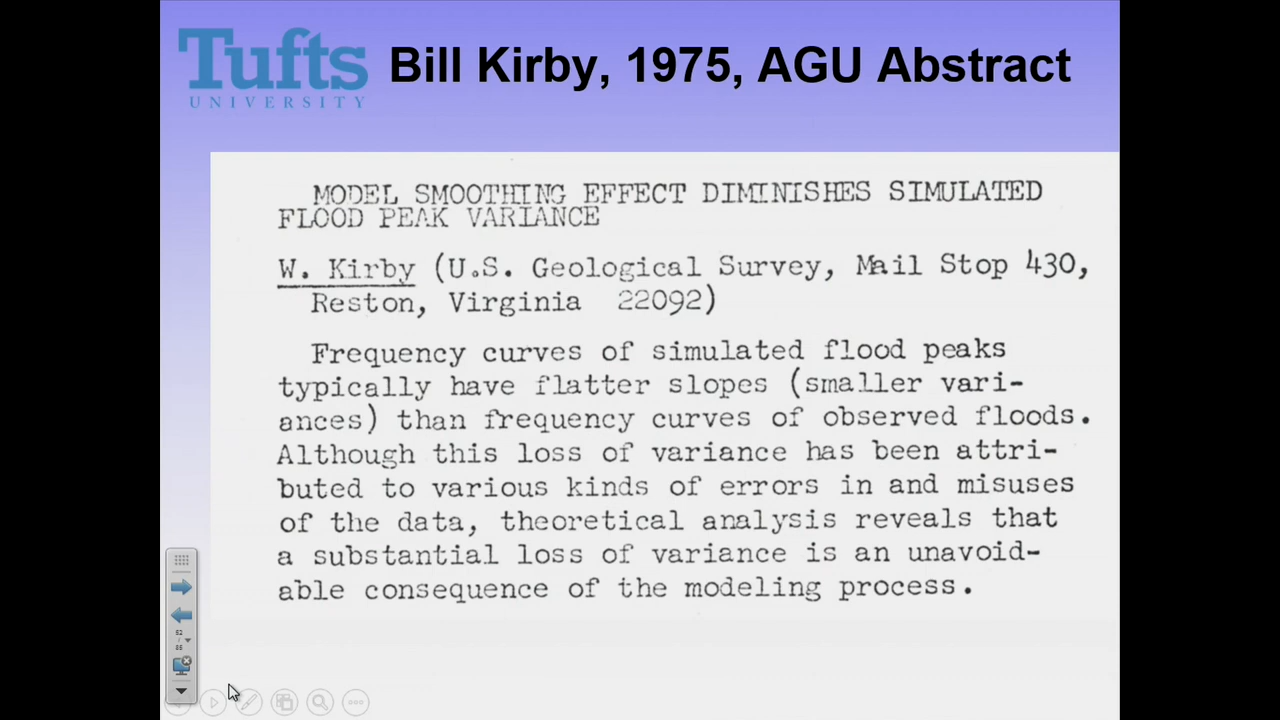 Tufts
UNIVERSITY
Bill Kirby, 1975, AGU Abstract
MODEL SMOOTHING EFFECT DIMINISHES SIMULATED
FLOOD PEAK VARIANCE
W. Kirby (U.S. Geological Survey, Mail Stop 430,
Reston, Virginia 22092)
Frequency curves of simulated flood peaks
typically have flatter slopes (smaller vari-
ances) than frequency curves of observed floods.
Although this loss of variance has been attri-
buted to various kinds of errors in and misuses
of the data, theoretical analysis reveals that
a substantial loss of variance is an unavoid-
able consequence of the modeling process.
52
/